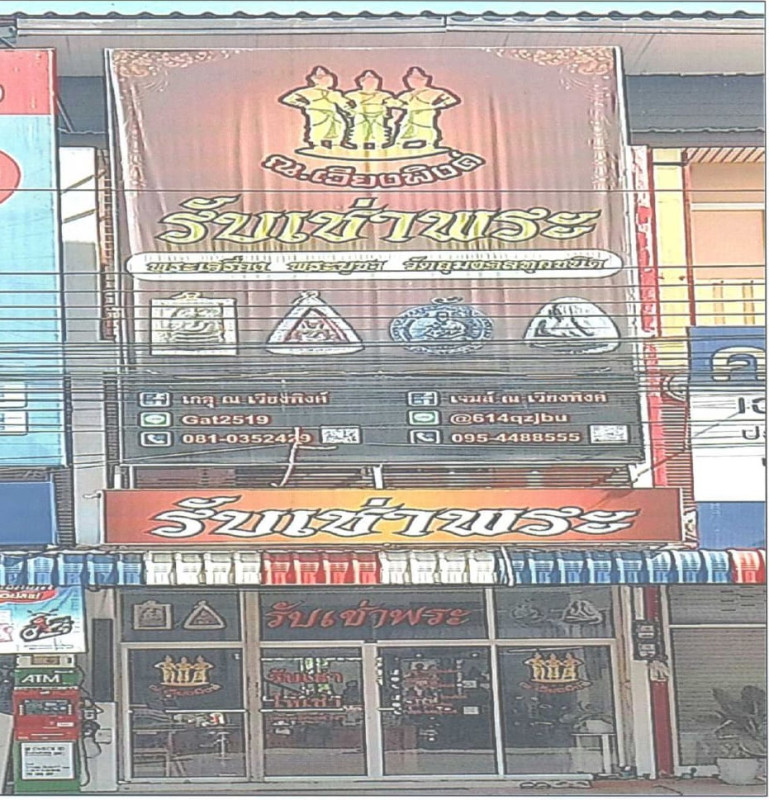 ณ.เวียงพิงค์
รับเช่าพระ
พระเครื่อง พระบูชา วัตถุมงคลทุกชนิด
เกตุ ณ เวียงพิงค์
Gat2519
081-0352429
เจมส์ ณ เวียงพิงค์
@614qzjbu
095-4488555
รับเช่าพระ
รับเช่าพระ
ATM